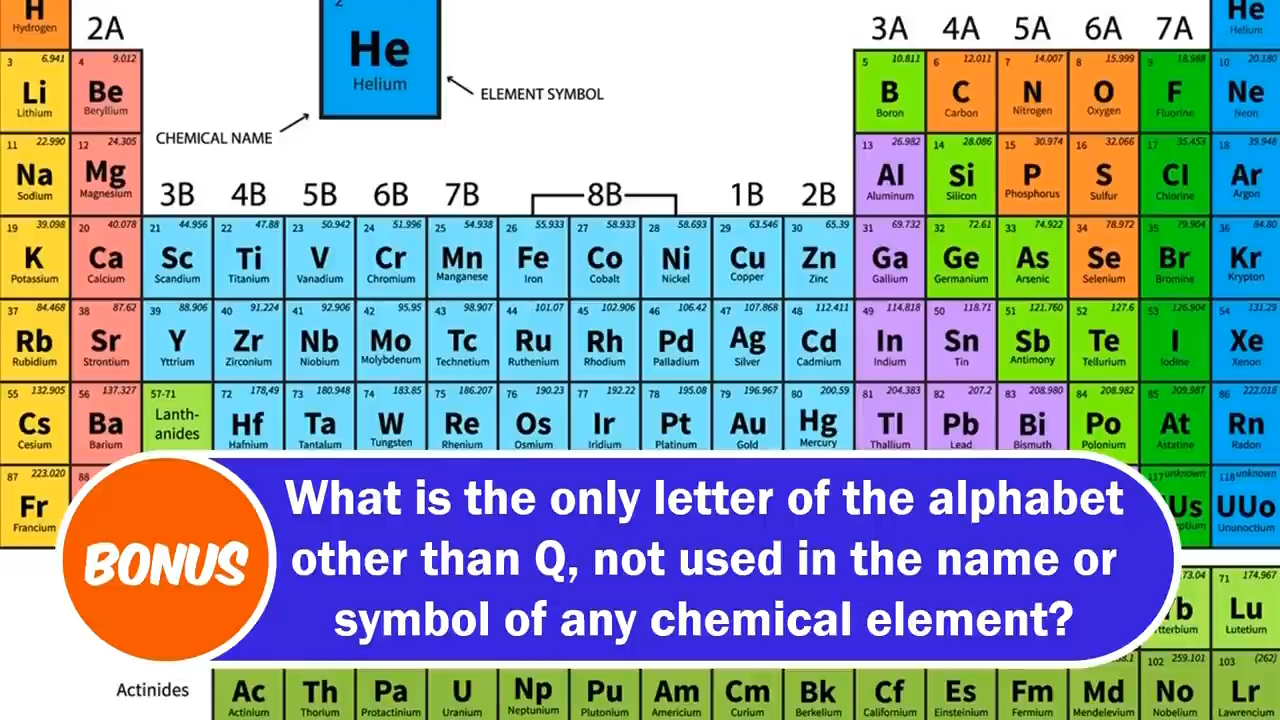 H
Hydrogen
2A
2
He
Helium
ELEMENT SYMBOL
CHEMICAL NAME
3A 4A 5A 6A 7A
He
Helium
3 6.941 4 9.012 5 10.811 6 12.011 7 14.007 8 15.999 9 18.988 10 20.180
Li Be B C N O F Ne
Lithium Beryllium Boron Carbon Nitrogen Oxygen Fluorine Neon
11 22.990 12 24.305 13 26.982 14 28.086 15 30.974 16 32.066 17 35.453 18 39.948
Na Mg Al Si P S Cl Ar
Sodium Magnesium Aluminum Silicon Phosphorus Sulfur Chlorine Argon
3B 4B 5B 6B 7B 8B 1B 2B
19 39.098 20 40.078 21 44.956 22 47.88 23 50.942 24 51.996 25 54.938 26 55.933 27 58.933 28 58.693 29 63.546 30 65.39 31 69.732 32 72.61 33 74.922 34 78.972 35 79.904 36 84.80
K Ca Sc Ti V Cr Mn Fe Co Ni Cu Zn Ga Ge As Se Br Kr
Potassium Calcium Scandium Titanium Vanadium Chromium Manganese Iron Cobalt Nickel Copper Zinc Gallium Germanium Arsenic Selenium Bromine Krypton
37 84.468 38 87.62 39 88.906 40 91.224 41 92.906 42 95.95 43 98.907 44 101.07 45 102.906 46 106.42 47 107.868 48 112.411 49 114.818 50 118.71 51 121.760 52 127.6 53 126.904 54 131.29
Rb Sr Y Zr Nb Mo Tc Ru Rh Pd Ag Cd In Sn Sb Te I Xe
Rubidium Strontium Yttrium Zirconium Niobium Molybdenum Technetium Ruthenium Rhodium Palladium Silver Cadmium Indium Tin Antimony Tellurium Iodine Xenon
55 132.905 56 137.327 57-71 72 178,49 73 180.948 74 183.85 75 186.207 76 190.23 77 192.22 78 195.08 79 196.967 80 200.59 81 204.383 82 207.2 83 208.980 84 208.982 85 209.987 86 222.018
Cs Ba Lanth- Hf Ta W Re Os Ir Pt Au Hg Tl Pb Bi Po At Rn
Cesium Barium anides Hafnium Tantalum Tungsten Rhenium Osmium Iridium Platinum Gold Mercury Thallium Lead Bismuth Polonium Astatine Radon
87 223.020 88 117 unknown 118 unknown
Fr Us UUo
Francium ptium Ununoctium
BONUS
What is the only letter of the alphabet
other than Q, not used in the name or
symbol of any chemical element?
73.04 71 174.967
b Lu
tterbium Lutetium
102 259.101 103 (262)
Actinides Ac Th Pa U Np Pu Am Cm Bk Cf Es Fm Md No Lr
Actinium Thorium Protactinium Uranium Neptunium Plutonium Americium Curium Berkelium Californium Einsteinium Fermium Mendelevium Nobelium Lawrencium